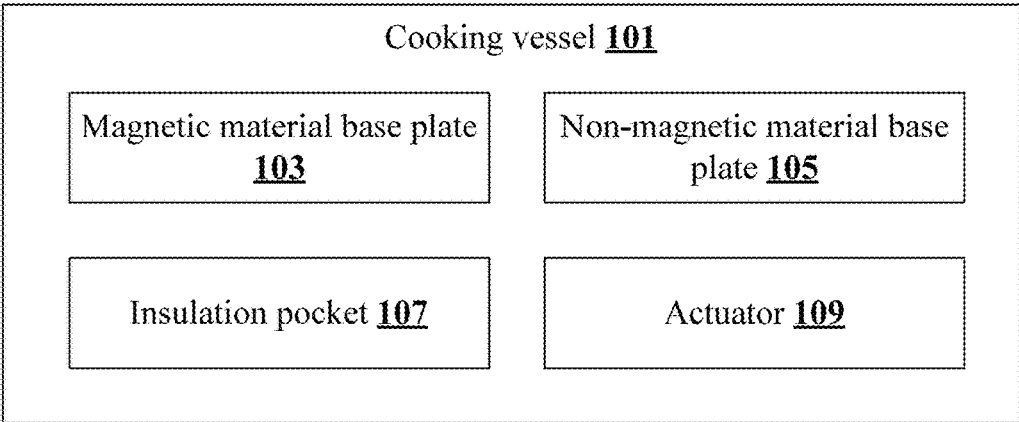 Cooking vessel 101
Magnetic material base plate
103
Non-magnetic material base
plate 105
Insulation pocket 107
Actuator 109